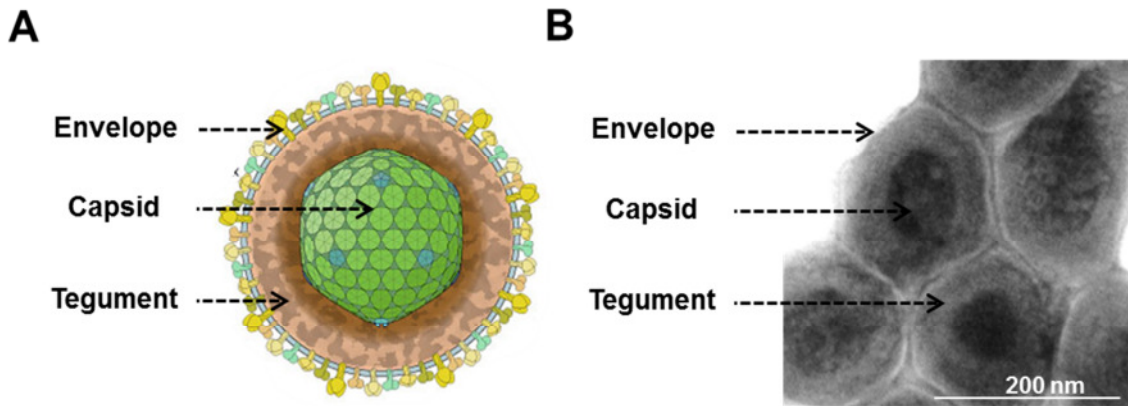 A
Envelope
Capsid
Tegument
B
Envelope
Capsid
Tegument
200 nm